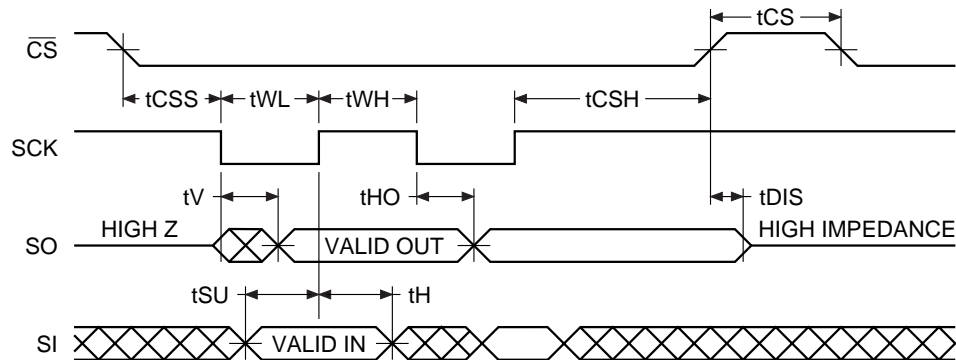 tCS
C̅S̅
tCSS tWL tWH tCSH
SCK
tV tHO tDIS
HIGH Z VALID OUT HIGH IMPEDANCE
SO
tSU tH
SI VALID IN